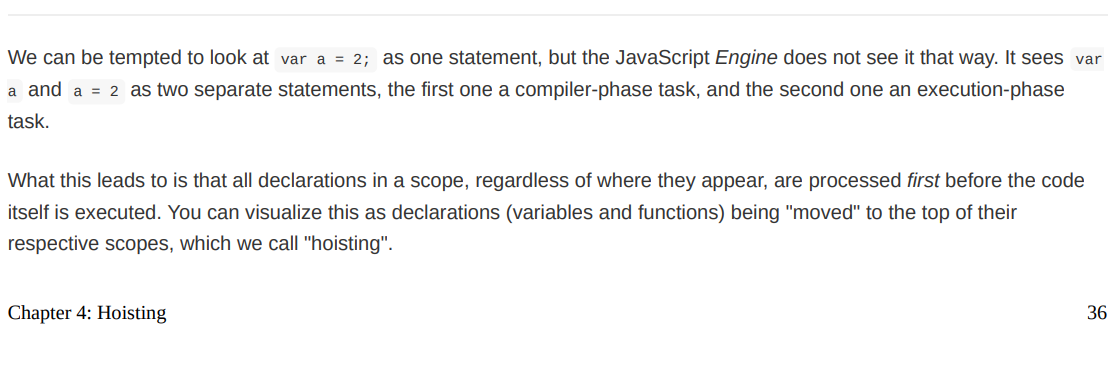 We can be tempted to look at var a = 2; as one statement, but the JavaScript Engine does not see it that way. It sees var
a and a = 2 as two separate statements, the first one a compiler-phase task, and the second one an execution-phase
task.
What this leads to is that all declarations in a scope, regardless of where they appear, are processed first before the code
itself is executed. You can visualize this as declarations (variables and functions) being "moved" to the top of their
respective scopes, which we call "hoisting".
Chapter 4: Hoisting 36